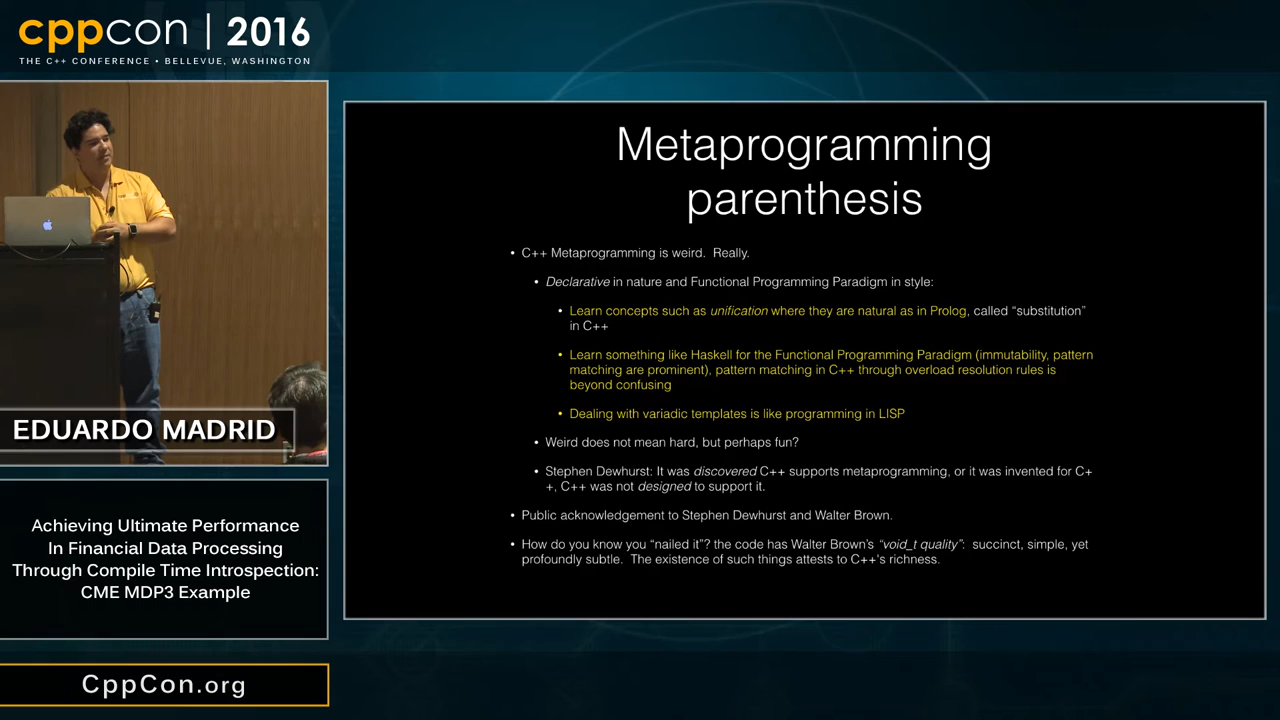 cppcon | 2016
THE C++ CONFERENCE • BELLEVUE, WASHINGTON
EDUARDO MADRID
Achieving Ultimate Performance
In Financial Data Processing
Through Compile Time Introspection:
CME MDP3 Example
CppCon.org
Metaprogramming
parenthesis
• C++ Metaprogramming is weird. Really.
• Declarative in nature and Functional Programming Paradigm in style:
• Learn concepts such as unification where they are natural as in Prolog, called “substitution”
in C++
• Learn something like Haskell for the Functional Programming Paradigm (immutability, pattern
matching are prominent), pattern matching in C++ through overload resolution rules is
beyond confusing
• Dealing with variadic templates is like programming in LISP
• Weird does not mean hard, but perhaps fun?
• Stephen Dewhurst: It was discovered C++ supports metaprogramming, or it was invented for C+
+, C++ was not designed to support it.
• Public acknowledgement to Stephen Dewhurst and Walter Brown.
• How do you know you “nailed it”? the code has Walter Brown’s “void_t quality”: succinct, simple, yet
profoundly subtle. The existence of such things attests to C++’s richness.